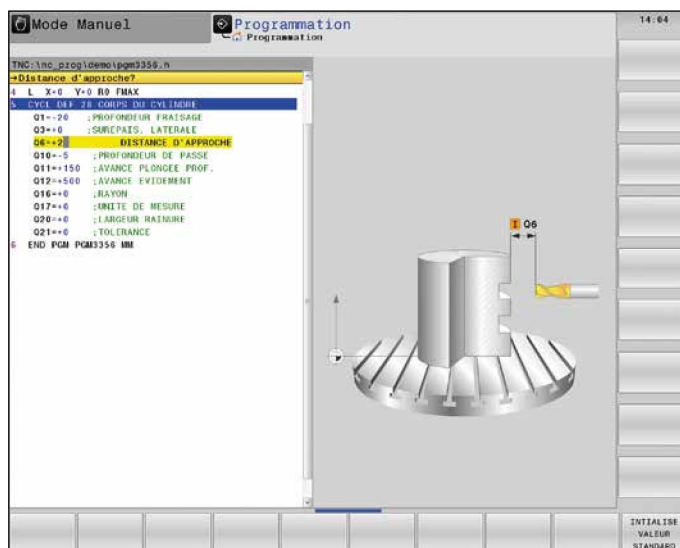 Mode Manuel
Programmation
Programmation
14:04
TNC:\nc_prog\demo\pgm3356.h
→Distance d'approche?
4 L X+0 Y+0 R0 FMAX
5 CYCL DEF 28 CORPS DU CYLINDRE
Q1=-20 ;PROFONDEUR FRAISAGE
Q3=+0 ;SUREPAIS. LATERALE
Q6=+2 DISTANCE D'APPROCHE
Q10=-5 ;PROFONDEUR DE PASSE
Q11=+150 ;AVANCE PLONGEE PROF.
Q12=+500 ;AVANCE EVIDEMENT
Q16=+0 ;RAYON
Q17=+0 ;UNITE DE MESURE
Q20=+0 ;LARGEUR RAINURE
Q21=+0 ;TOLERANCE
6 END PGM PGM3356 MM
I Q6
INTIALISE
VALEUR
STANDARD